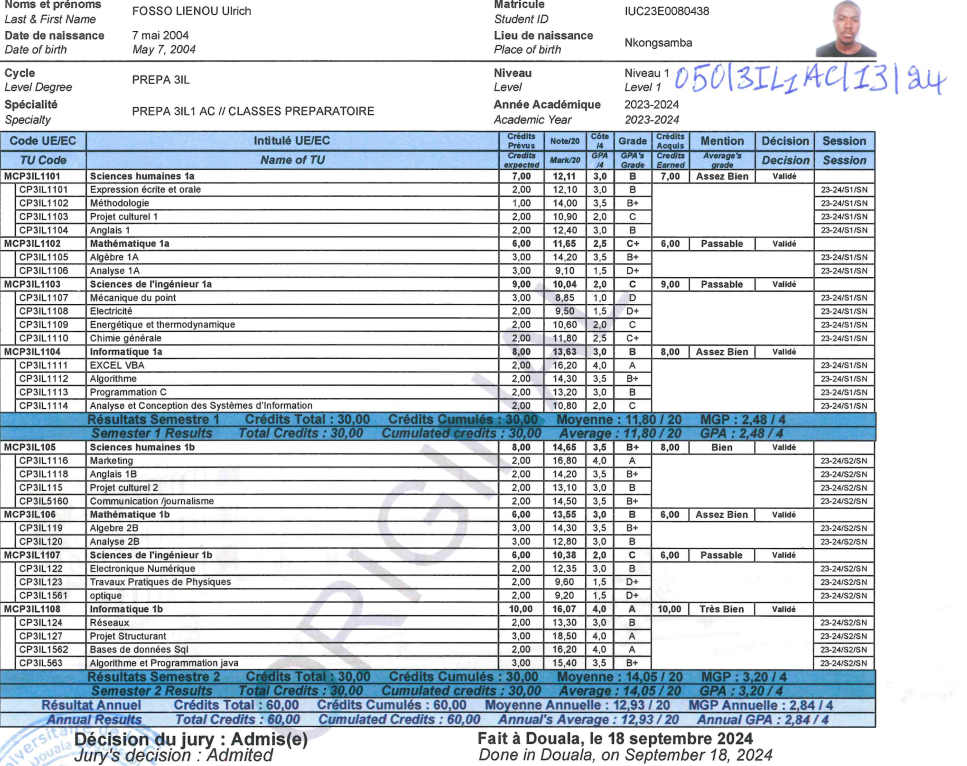 Noms et prénoms FOSSO LIENOU Ulrich Matricule IUC23E0080438
Last & First Name Student ID
Date de naissance 7 mai 2004 Lieu de naissance Nkongsamba
Date of birth May 7, 2004 Place of birth
Cycle PREPA 3IL Niveau Niveau 1
Level Degree Level Level 1 050/3IL1 AC/13/24
Spécialité PREPA 3IL1 AC // CLASSES PREPARATOIRE Année Académique 2023-2024
Specialty Academic Year 2023-2024
Code UE/EC Intitulé UE/EC Crédits Prévus Note/20 Côte /4 Grade Crédits Acquis Mention Décision Session
TU Code Name of TU Credits expected Mark/20 GPA /4 GPA's Grade Credits Earned Average's grade Decision Session
MCP3IL1101 Sciences humaines 1a 7,00 12,11 3,0 B 7,00 Assez Bien Validé
CP3IL1101 Expression écrite et orale 2,00 12,10 3,0 B 23-24/S1/SN
CP3IL1102 Méthodologie 1,00 14,00 3,5 B+ 23-24/S1/SN
CP3IL1103 Projet culturel 1 2,00 10,90 2,0 C 23-24/S1/SN
CP3IL1104 Anglais 1 2,00 12,40 3,0 B 23-24/S1/SN
MCP3IL1102 Mathématique 1a 6,00 11,65 2,5 C+ 6,00 Passable Validé
CP3IL1105 Algèbre 1A 3,00 14,20 3,5 B+ 23-24/S1/SN
CP3IL1106 Analyse 1A 3,00 9,10 1,5 D+ 23-24/S1/SN
MCP3IL1103 Sciences de l'ingénieur 1a 9,00 10,04 2,0 C 9,00 Passable Validé
CP3IL1107 Mécanique du point 3,00 8,85 1,0 D 23-24/S1/SN
CP3IL1108 Electricité 2,00 9,50 1,5 D+ 23-24/S1/SN
CP3IL1109 Energétique et thermodynamique 2,00 10,60 2,0 C 23-24/S1/SN
CP3IL1110 Chimie générale 2,00 11,80 2,5 C+ 23-24/S1/SN
MCP3IL1104 Informatique 1a 8,00 13,63 3,0 B 8,00 Assez Bien Validé
CP3IL1111 EXCEL VBA 2,00 16,20 4,0 A 23-24/S1/SN
CP3IL1112 Algorithme 2,00 14,30 3,5 B+ 23-24/S1/SN
CP3IL1113 Programmation C 2,00 13,20 3,0 B 23-24/S1/SN
CP3IL1114 Analyse et Conception des Systèmes d'Information 2,00 10,80 2,0 C 23-24/S1/SN
Résultats Semestre 1 Crédits Total : 30,00 Crédits Cumulés : 30,00 Moyenne : 11,80 / 20 MGP : 2,48 / 4
Semester 1 Results Total Credits : 30,00 Cumulated credits : 30,00 Average : 11,80 / 20 GPA : 2,48 / 4
MCP3IL105 Sciences humaines 1b 8,00 14,65 3,5 B+ 8,00 Bien Validé
CP3IL1116 Marketing 2,00 16,80 4,0 A 23-24/S2/SN
CP3IL1118 Anglais 1B 2,00 14,20 3,5 B+ 23-24/S2/SN
CP3IL115 Projet culturel 2 2,00 13,10 3,0 B 23-24/S2/SN
CP3IL5160 Communication /journalisme 2,00 14,50 3,5 B+ 23-24/S2/SN
MCP3IL106 Mathématique 1b 6,00 13,55 3,0 B 6,00 Assez Bien Validé
CP3IL119 Algebre 2B 3,00 14,30 3,5 B+ 23-24/S2/SN
CP3IL120 Analyse 2B 3,00 12,80 3,0 B 23-24/S2/SN
MCP3IL1107 Sciences de l'ingénieur 1b 6,00 10,38 2,0 C 6,00 Passable Validé
CP3IL122 Electronique Numérique 2,00 12,35 3,0 B 23-24/S2/SN
CP3IL123 Travaux Pratiques de Physiques 2,00 9,60 1,5 D+ 23-24/S2/SN
CP3IL1561 optique 2,00 9,20 1,5 D+ 23-24/S2/SN
MCP3IL1108 Informatique 1b 10,00 16,07 4,0 A 10,00 Très Bien Validé
CP3IL124 Réseaux 2,00 13,30 3,0 B 23-24/S2/SN
CP3IL127 Projet Structurant 3,00 18,50 4,0 A 23-24/S2/SN
CP3IL1562 Bases de données Sql 2,00 16,20 4,0 A 23-24/S2/SN
CP3IL563 Algorithme et Programmation java 3,00 15,40 3,5 B+ 23-24/S2/SN
Résultats Semestre 2 Crédits Total : 30,00 Crédits Cumulés : 30,00 Moyenne : 14,05 / 20 MGP : 3,20 / 4
Semester 2 Results Total Credits : 30,00 Cumulated credits : 30,00 Average : 14,05 / 20 GPA : 3,20 / 4
Résultat Annuel Crédits Total : 60,00 Crédits Cumulés : 60,00 Moyenne Annuelle : 12,93 / 20 MGP Annuelle : 2,84 / 4
Annual Results Total Credits : 60,00 Cumulated Credits : 60,00 Annual's Average : 12,93 / 20 Annual GPA : 2,84 / 4
Décision du jury : Admis(e) Fait à Douala, le 18 septembre 2024
Jury's decision : Admited Done in Douala, on September 18, 2024
ORIGINAL